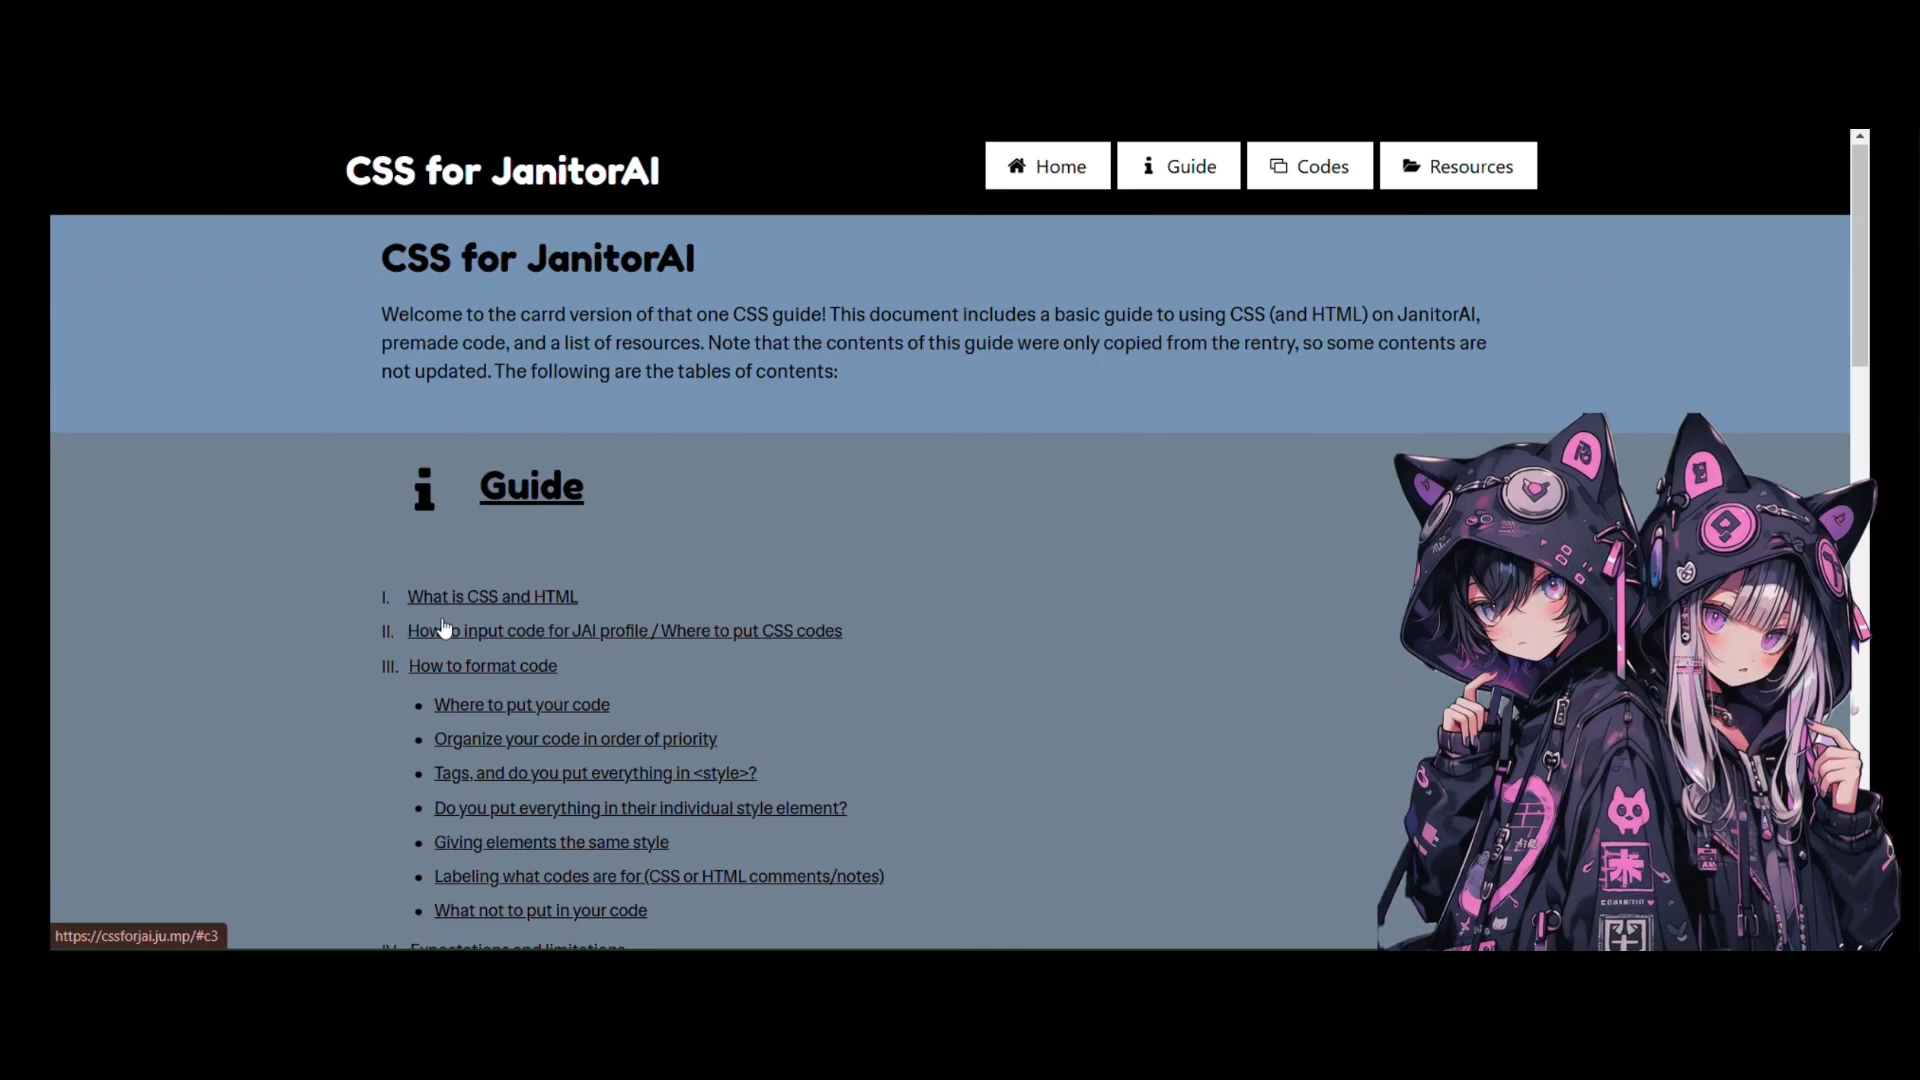 CSS for JanitorAI
Home
Guide
Codes
Resources
CSS for JanitorAI
Welcome to the carrd version of that one CSS guide! This document includes a basic guide to using CSS (and HTML) on JanitorAI,
premade code, and a list of resources. Note that the contents of this guide were only copied from the rentry, so some contents are
not updated. The following are the tables of contents:
Guide
I. What is CSS and HTML
II. How to input code for JAI profile / Where to put CSS codes
III. How to format code
• Where to put your code
• Organize your code in order of priority
• Tags, and do you put everything in <style>?
• Do you put everything in their individual style element?
• Giving elements the same style
• Labeling what codes are for (CSS or HTML comments/notes)
• What not to put in your code
IV. Expectations and limitations
https://cssforjai.ju.mp/#c3